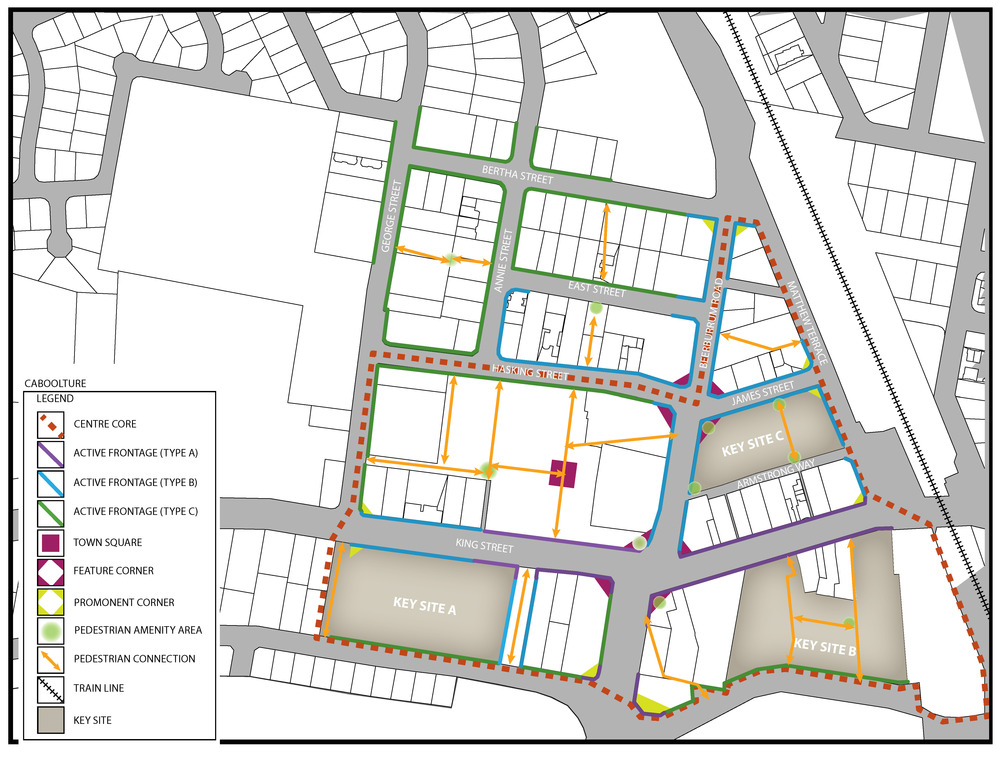 BERTHA STREET
GEORGE STREET
ANNIE STREET
EAST STREET
BEERBURRUM ROAD
MATTHEW TERRACE
HASKING STREET
JAMES STREET
KEY SITE C
ARMSTRONG WAY
KING STREET
KEY SITE A
KEY SITE B
CABOOLTURE
LEGEND
CENTRE CORE
ACTIVE FRONTAGE (TYPE A)
ACTIVE FRONTAGE (TYPE B)
ACTIVE FRONTAGE (TYPE C)
TOWN SQUARE
FEATURE CORNER
PROMONENT CORNER
PEDESTRIAN AMENITY AREA
PEDESTRIAN CONNECTION
TRAIN LINE
KEY SITE